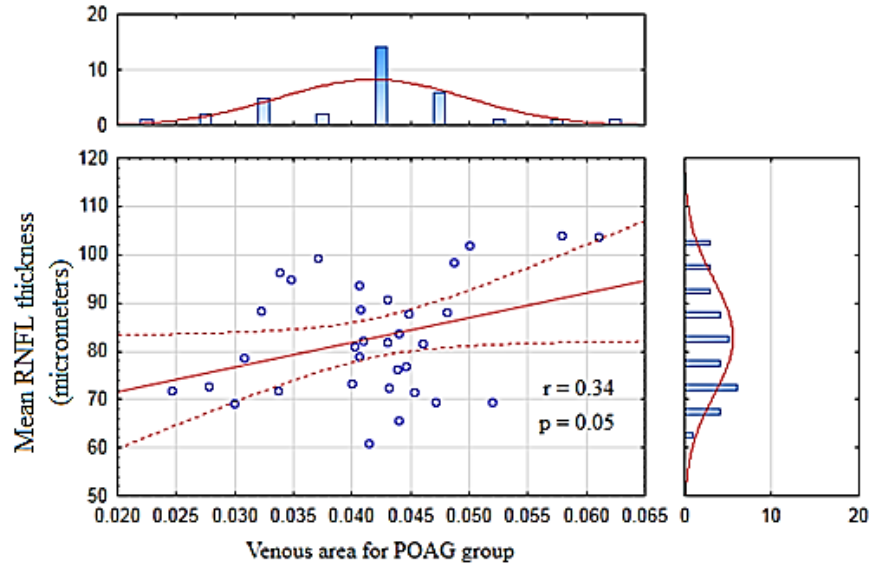 20
10
0
120
110
100
90
80
70
60
50
Mean RNFL thickness
(micrometers)
r = 0.34
p = 0.05
0.020 0.025 0.030 0.035 0.040 0.045 0.050 0.055 0.060 0.065
0 10 20
Venous area for POAG group